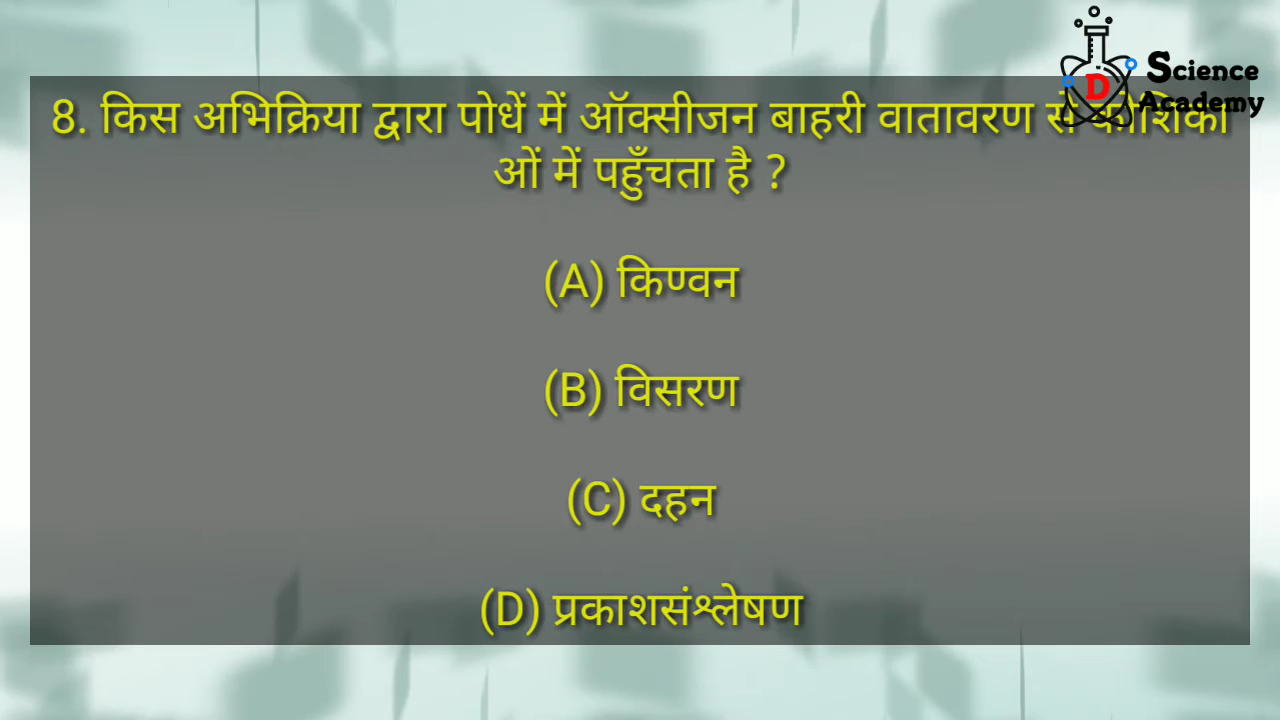 Science
D
Academy
8. किस अभिक्रिया द्वारा पोधें में ऑक्सीजन बाहरी वातावरण से कोशिका
ओं में पहुँचता है ?
(A) किण्वन
(B) विसरण
(C) दहन
(D) प्रकाशसंश्लेषण